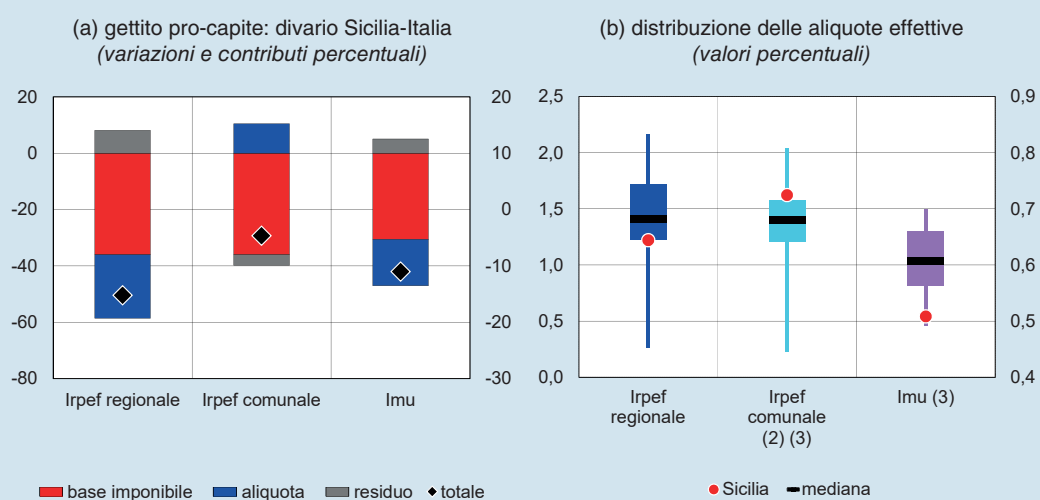 (a) gettito pro-capite: divario Sicilia-Italia
(variazioni e contributi percentuali)
20
0
-20
-40
-60
-80
20
10
0
-10
-20
-30
Irpef regionale
Irpef comunale
Imu
base imponibile
aliquota
residuo
totale
(b) distribuzione delle aliquote effettive
(valori percentuali)
2,5
2,0
1,5
1,0
0,5
0,0
0,9
0,8
0,7
0,6
0,5
0,4
Irpef
regionale
Irpef
comunale
(2) (3)
Imu (3)
Sicilia
mediana